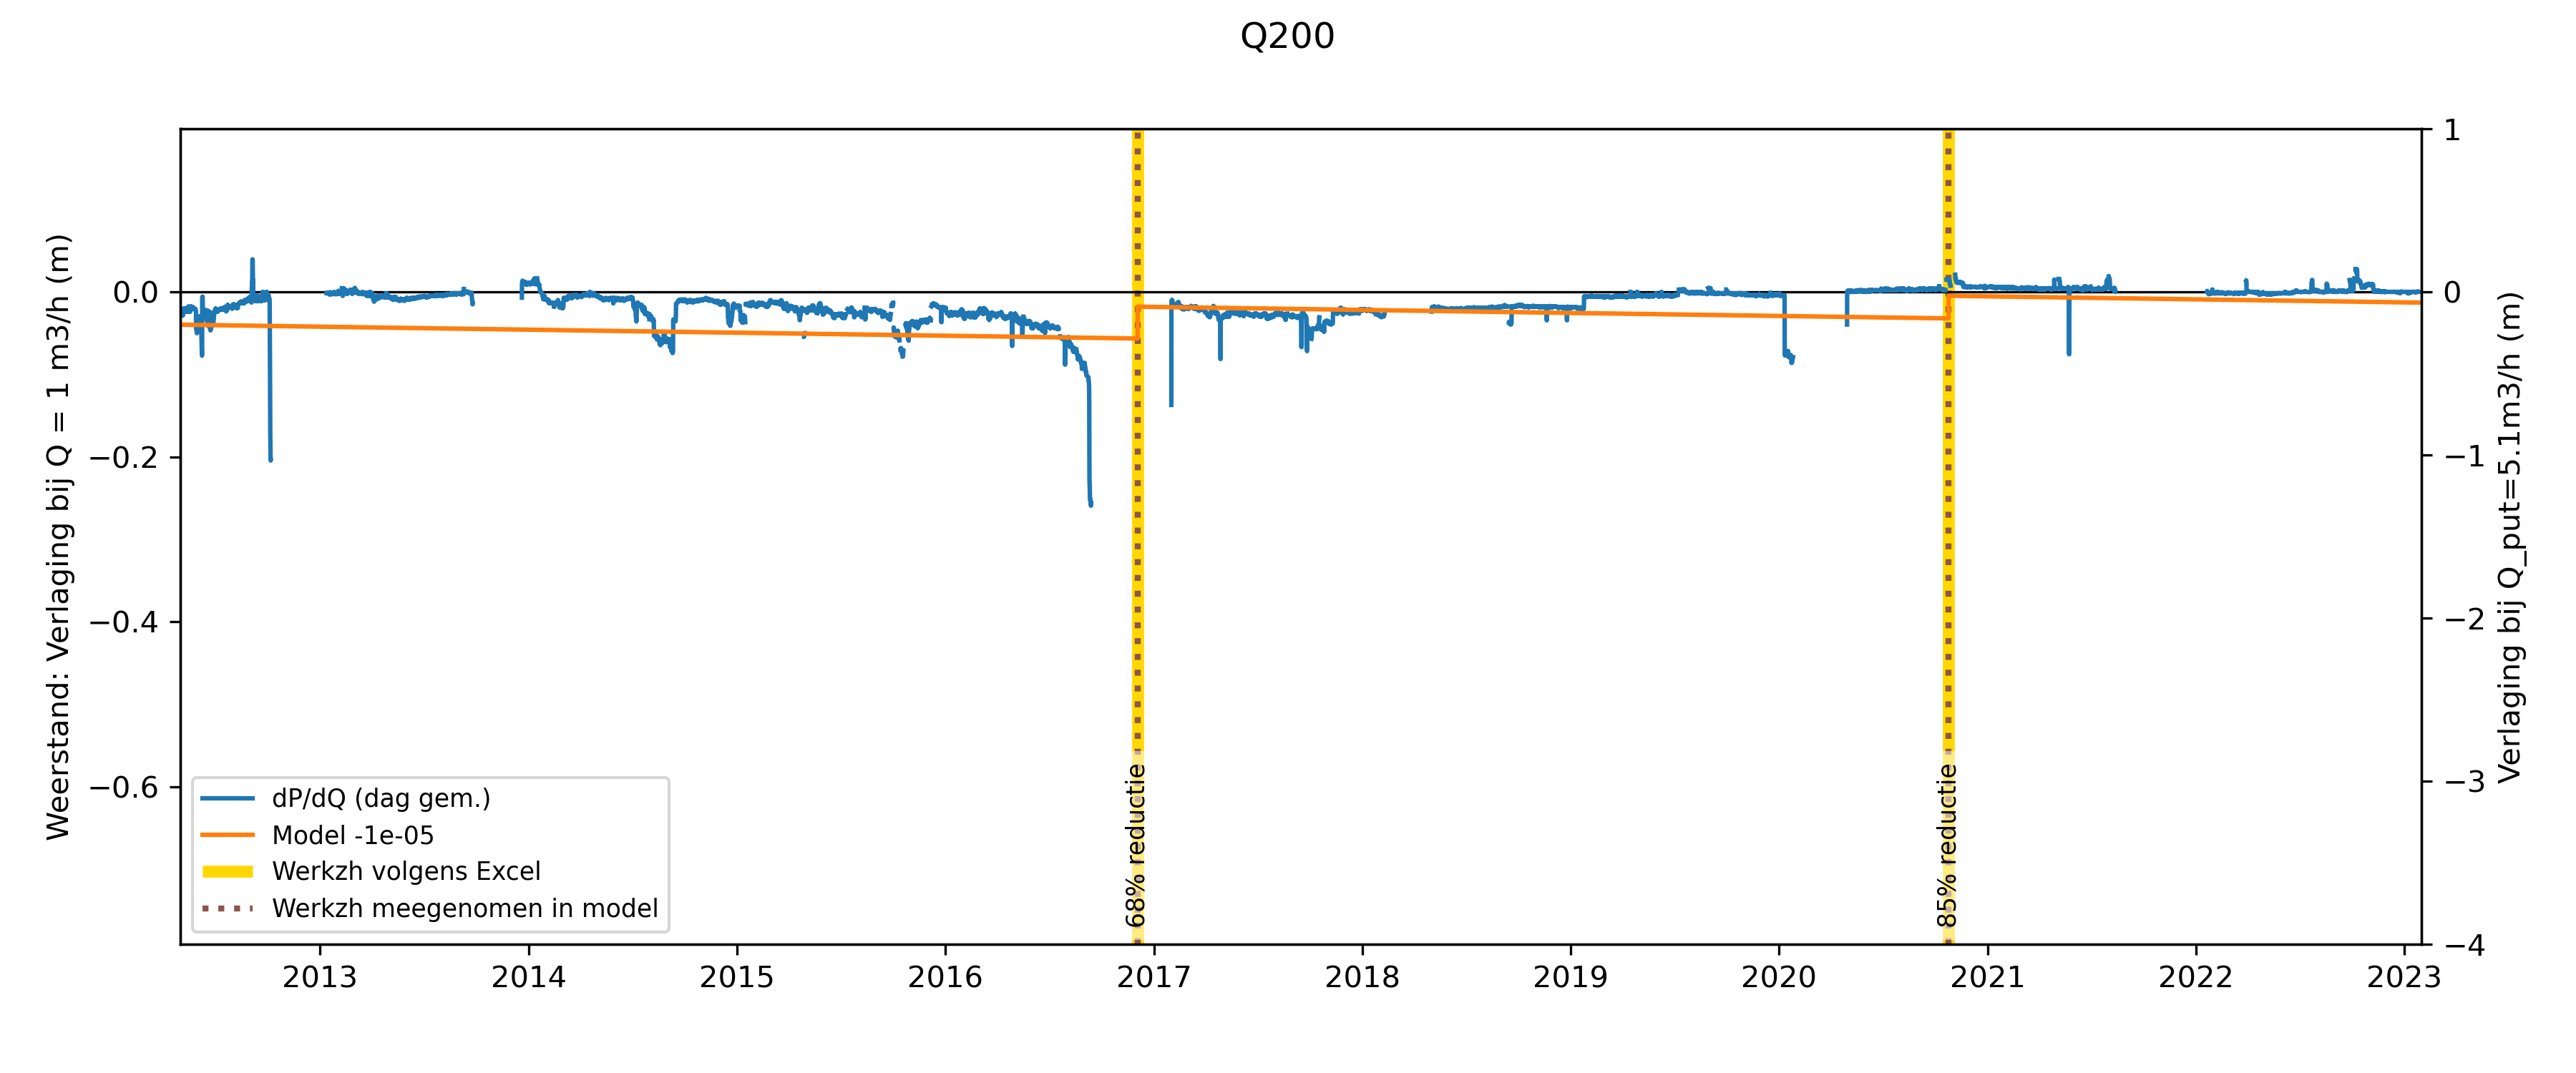 Q200
Weerstand: Verlaging bij Q = 1 m3/h (m)
0.0
−0.2
−0.4
−0.6
1
0
−1
−2
−3
−4
Verlaging bij Q_put=5.1m3/h (m)
68% reductie
85% reductie
dP/dQ (dag gem.)
Model -1e-05
Werkzh volgens Excel
Werkzh meegenomen in model
2013 2014 2015 2016 2017 2018 2019 2020 2021 2022 2023